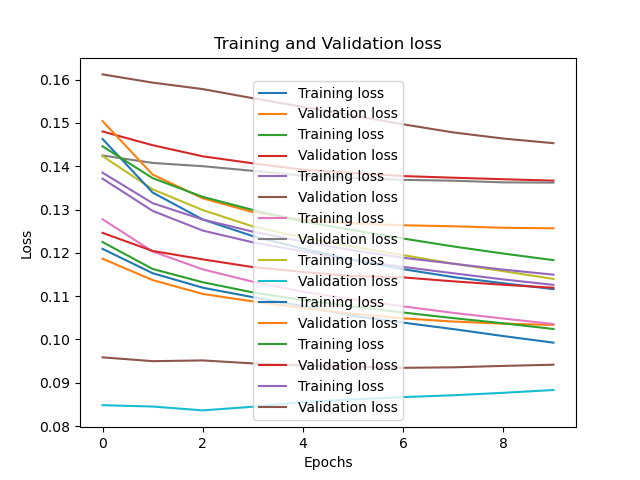 Training and Validation loss
0.16
0.15
0.14
0.13
0.12
0.11
0.10
0.09
0.08
Loss
Training loss
Validation loss
Training loss
Validation loss
Training loss
Validation loss
Training loss
Validation loss
Training loss
Validation loss
Training loss
Validation loss
Training loss
Validation loss
Training loss
Validation loss
0 2 4 6 8
Epochs